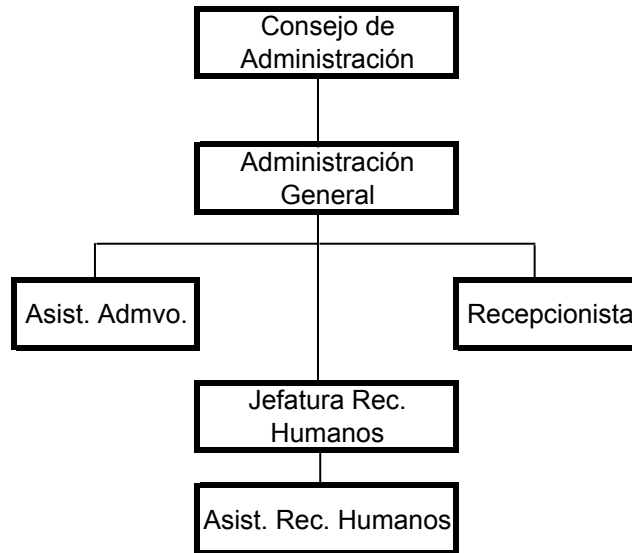 Consejo de
Administración
Administración
General
Asist. Admvo.
Recepcionista
Jefatura Rec.
Humanos
Asist. Rec. Humanos